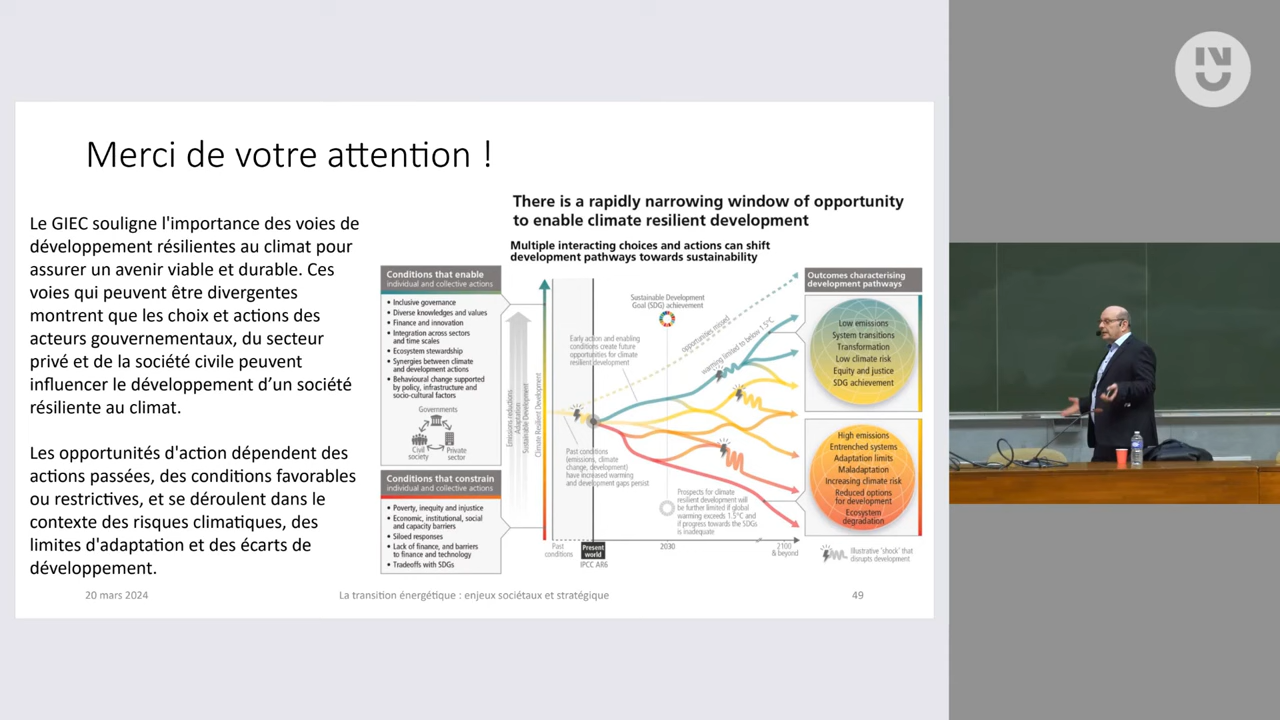 Merci de votre attention !
Le GIEC souligne l'importance des voies de
développement résilientes au climat pour
assurer un avenir viable et durable. Ces
voies qui peuvent être divergentes
montrent que les choix et actions des
acteurs gouvernementaux, du secteur
privé et de la société civile peuvent
influencer le développement d'un société
résiliente au climat.
Les opportunités d'action dépendent des
actions passées, des conditions favorables
ou restrictives, et se déroulent dans le
contexte des risques climatiques, des
limites d'adaptation et des écarts de
développement.
There is a rapidly narrowing window of opportunity
to enable climate resilient development
Multiple interacting choices and actions can shift
development pathways towards sustainability
Conditions that enable
individual and collective actions
• Inclusive governance
• Diverse knowledges and values
• Finance and innovation
• Integration across sectors
and time scales
• Ecosystem stewardship
• Synergies between climate
and development actions
• Behavioural change supported
by policy, infrastructure and
socio-cultural factors
Governments
Civil
society
Private
sector
Conditions that constrain
individual and collective actions
• Poverty, inequity and injustice
• Economic, institutional, social
and capacity barriers
• Siloed responses
• Lack of finance, and barriers
to finance and technology
• Tradeoffs with SDGs
Emissions reductions
Adaptation
Sustainable Development
Climate Resilient Development
Sustainable Development
Goal (SDG) achievement
Early action and enabling
conditions create future
opportunities for climate
resilient development
opportunities missed
warming limited to below 1.5°C
Past conditions
(emissions, climate
change, development)
have increased warming
and development gaps persist
Prospects for climate
resilient development will
be further limited if global
warming exceeds 1.5°C and
if progress towards the SDGs
is inadequate
Past
conditions
Present
world
IPCC AR6
2030
2100
& beyond
Outcomes characterising
development pathways
Low emissions
System transitions
Transformation
Low climate risk
Equity and justice
SDG achievement
High emissions
Entrenched systems
Adaptation limits
Maladaptation
Increasing climate risk
Reduced options
for development
Ecosystem
degradation
Illustrative 'shock' that
disrupts development
20 mars 2024
La transition énergétique : enjeux sociétaux et stratégique
49